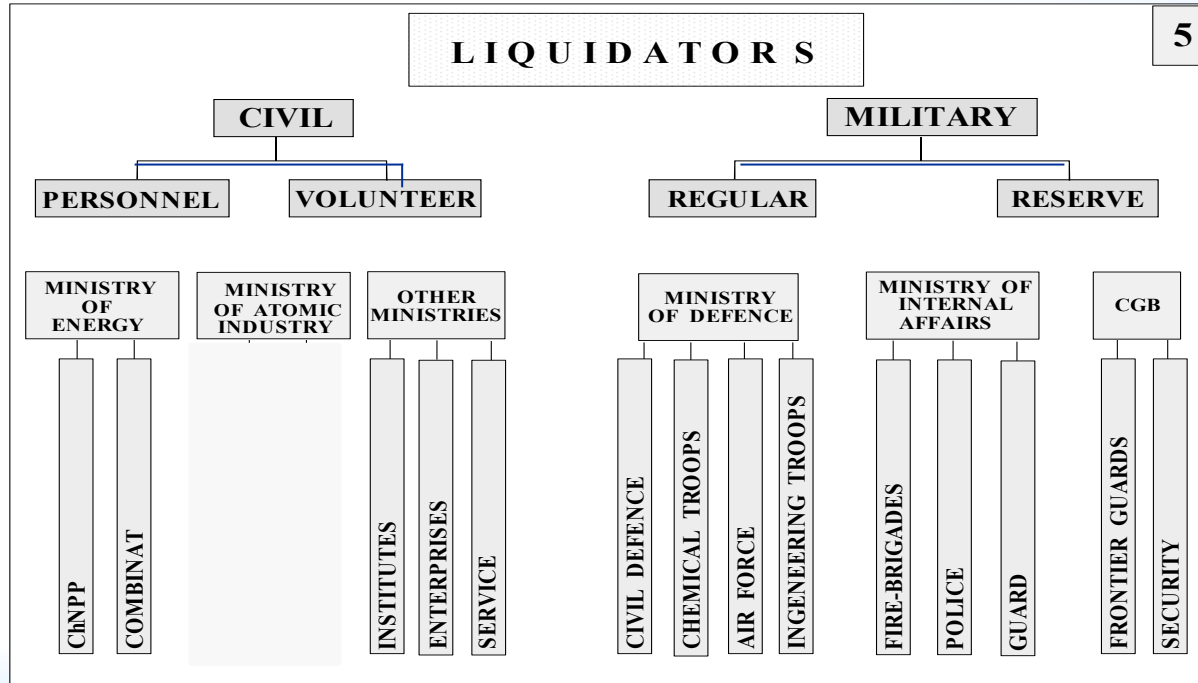 LIQUIDATORS
5
CIVIL
MILITARY
PERSONNEL
VOLUNTEER
REGULAR
RESERVE
MINISTRY
OF
ENERGY
MINISTRY
OF ATOMIC
INDUSTRY
OTHER
MINISTRIES
MINISTRY
OF DEFENCE
MINISTRY OF
INTERNAL
AFFAIRS
CGB
ChNPP
COMBINAT
INSTITUTES
ENTERPRISES
SERVICE
CIVIL DEFENCE
CHEMICAL TROOPS
AIR FORCE
INGENEERING TROOPS
FIRE-BRIGADES
POLICE
GUARD
FRONTIER GUARDS
SECURITY